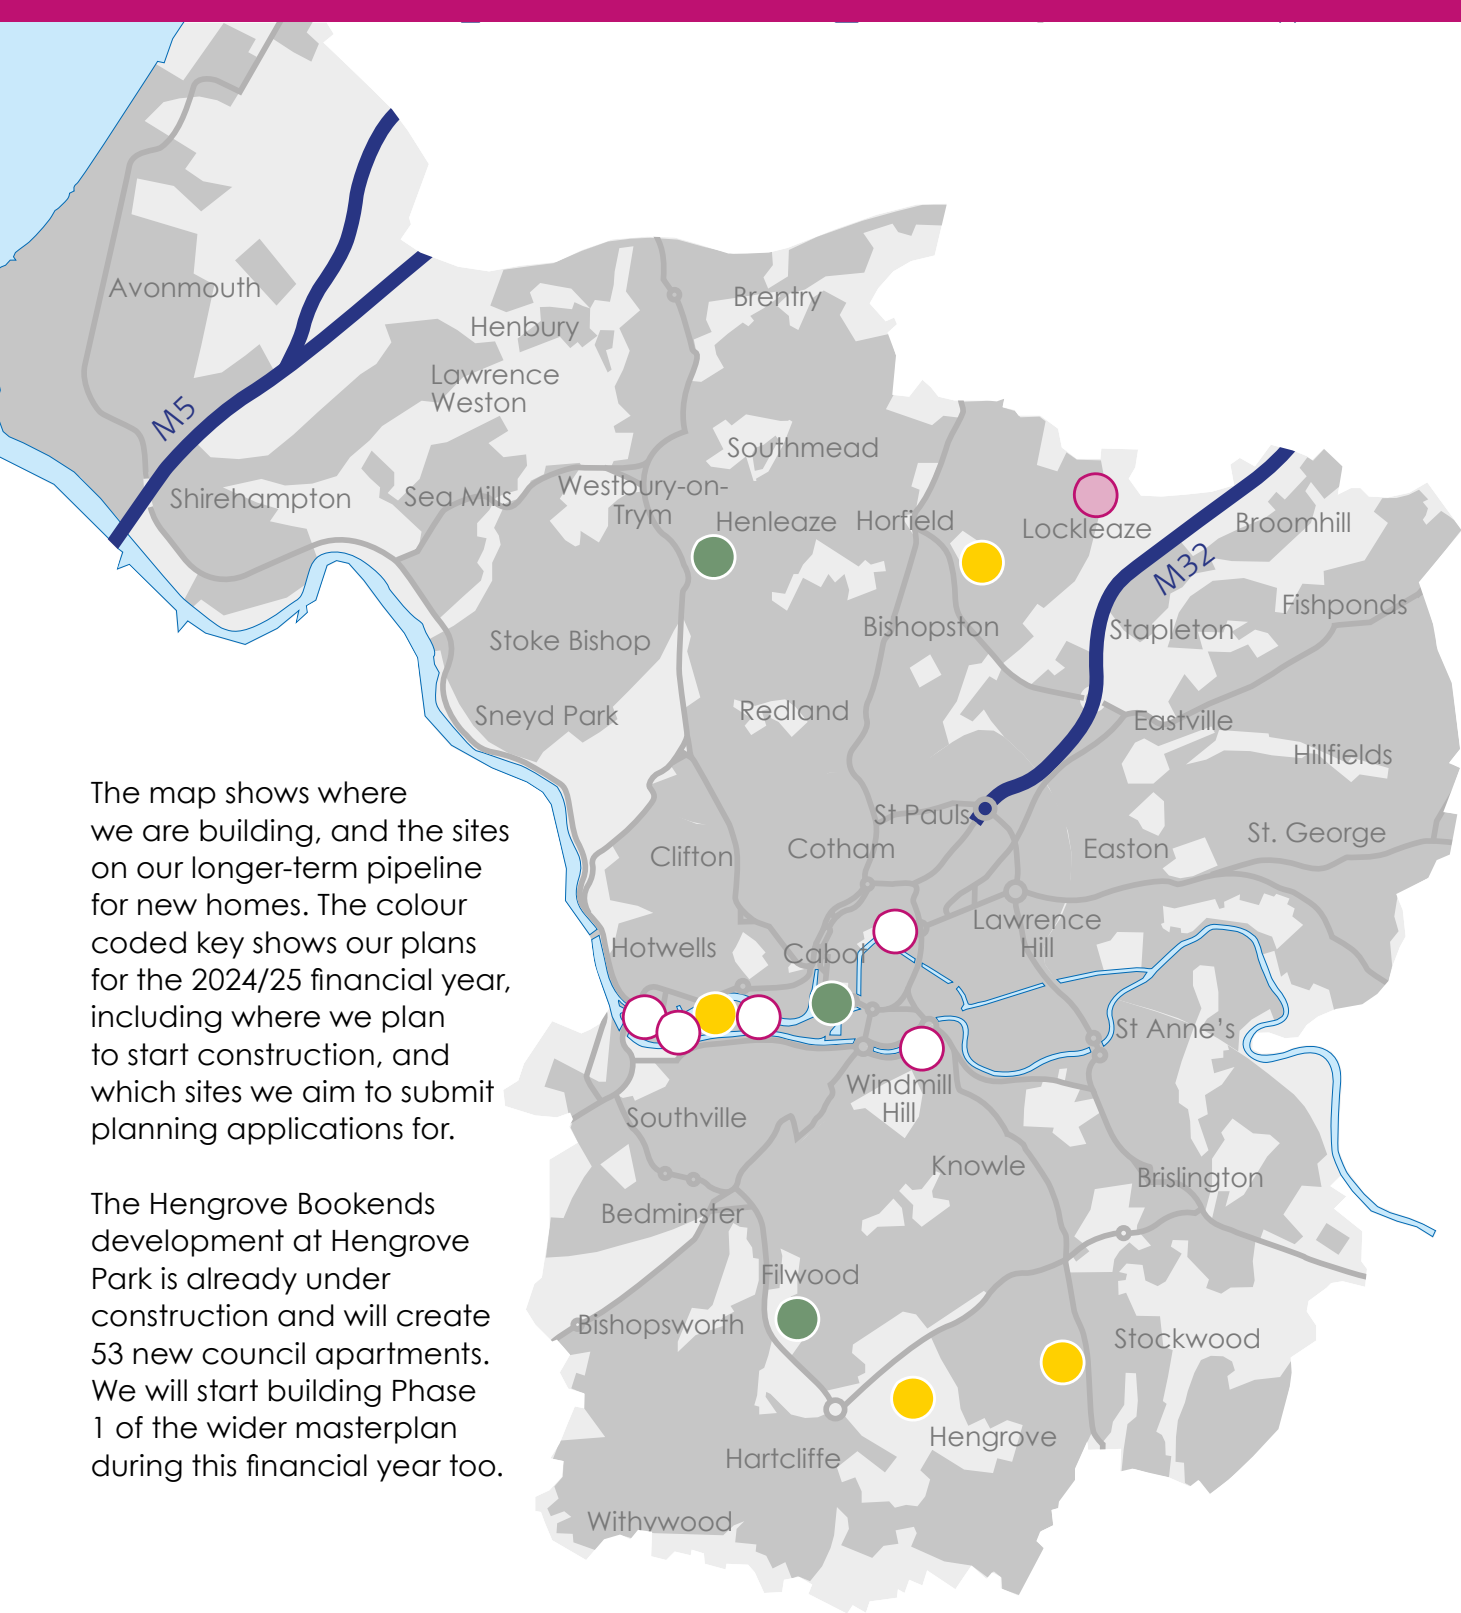 Avonmouth
Brentry
Henbury
Lawrence
Weston
M5
Southmead
Shirehampton
Sea Mills
Westbury-on-
Trym
Henleaze
Horfield
Lockleaze
Broomhill
M32
Fishponds
Bishopston
Stapleton
Stoke Bishop
Sneyd Park
Redland
Eastville
Hillfields
The map shows where
we are building, and the sites
on our longer-term pipeline
for new homes. The colour
coded key shows our plans
for the 2024/25 financial year,
including where we plan
to start construction, and
which sites we aim to submit
planning applications for.
The Hengrove Bookends
development at Hengrove
Park is already under
construction and will create
53 new council apartments.
We will start building Phase
1 of the wider masterplan
during this financial year too.
St Pauls
Clifton
Cotham
Easton
St. George
Hotwells
Cabot
Lawrence
Hill
St Anne's
Windmill
Hill
Southville
Knowle
Brislington
Bedminster
Filwood
Bishopsworth
Stockwood
Hengrove
Hartcliffe
Withywood